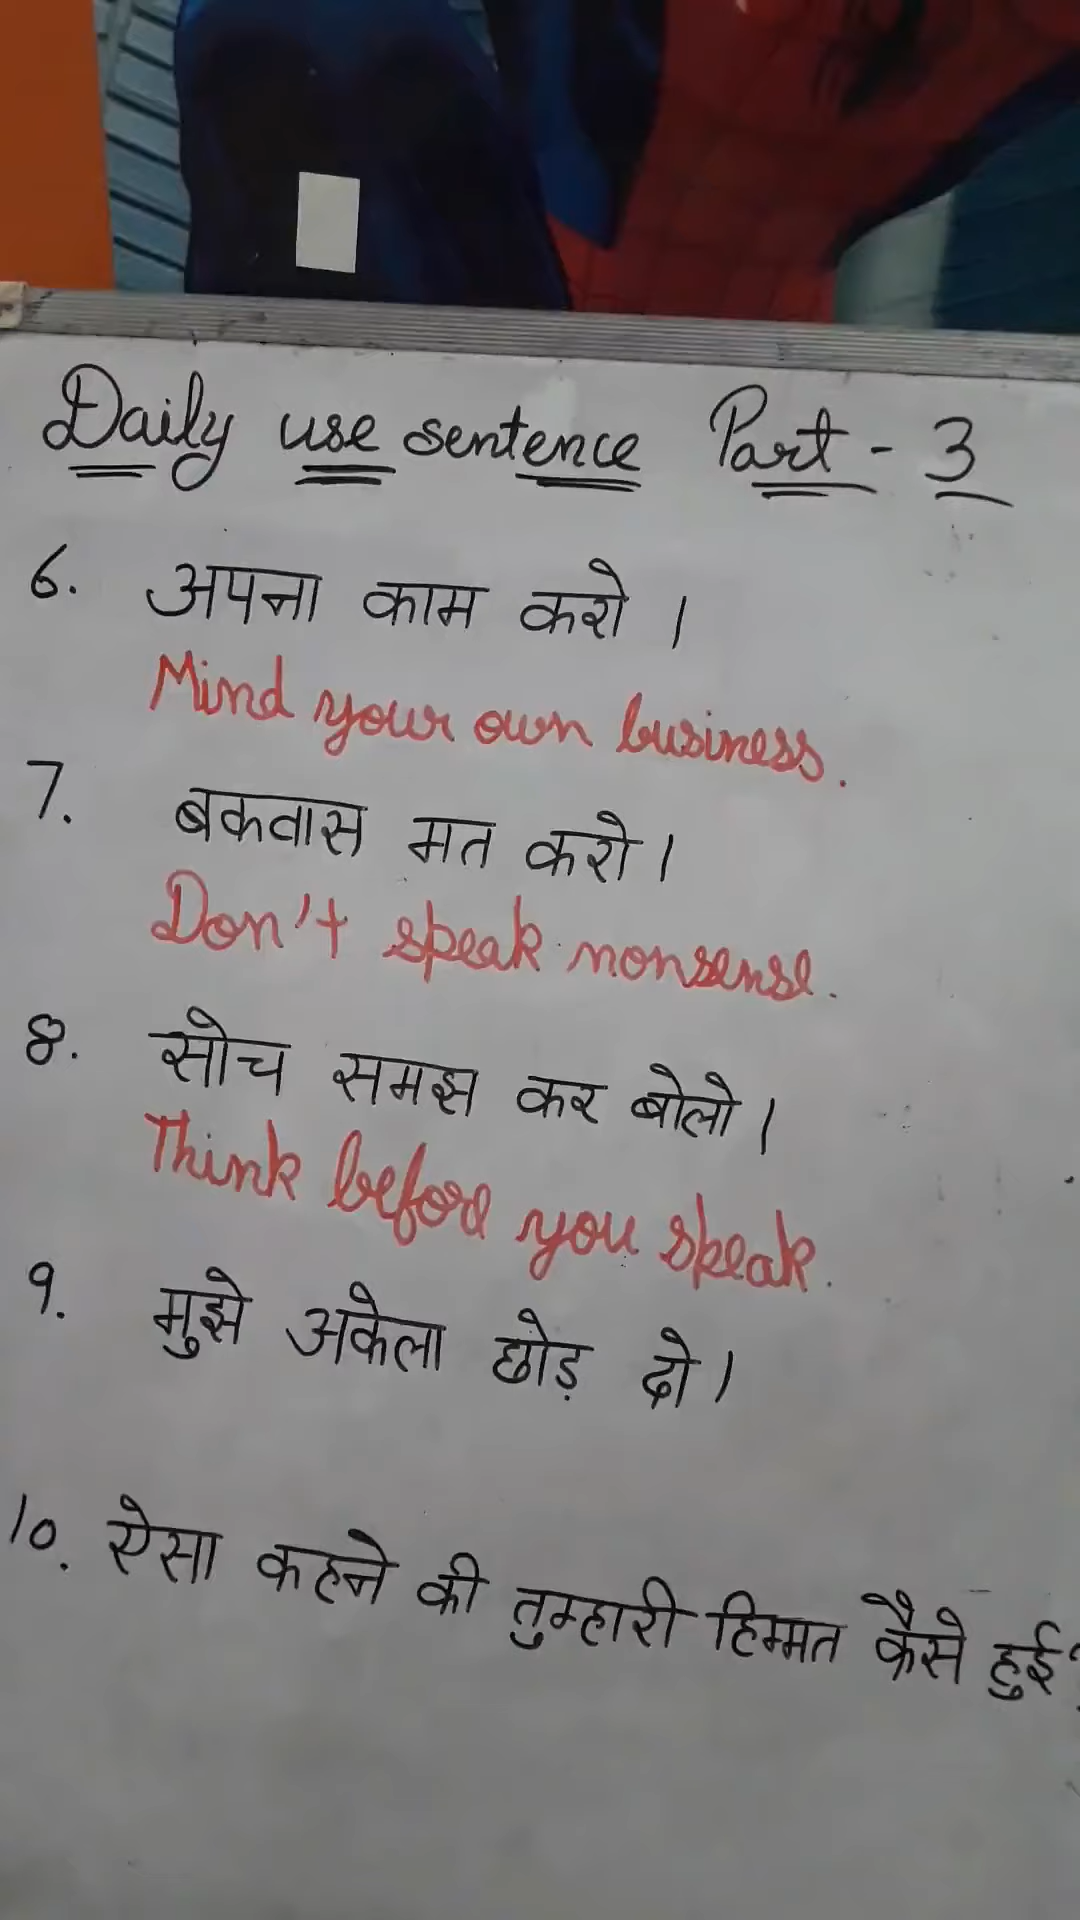 Daily use sentence Part - 3
6. अपना काम करो ।
Mind your own business.
7. बकवास मत करो ।
Don't speak nonsense.
8. सोच समझ कर बोलो ।
Think before you speak.
9. मुझे अकेला छोड़ दो ।
10. ऐसा कहने की तुम्हारी हिम्मत कैसे हुई?